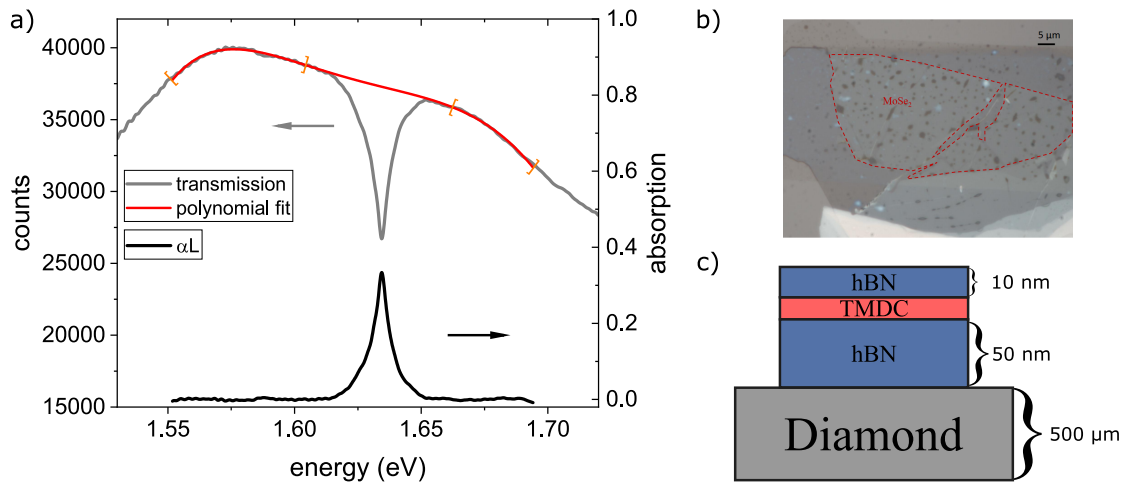 a)
40000
35000
30000
25000
20000
15000
counts
1.55
1.60
1.65
1.70
energy (eV)
1.0
0.8
0.6
0.4
0.2
0.0
absorption
transmission
polynomial fit
αL
b)
5 µm
MoSe₂
c)
hBN
10 nm
TMDC
hBN
50 nm
Diamond
500 µm